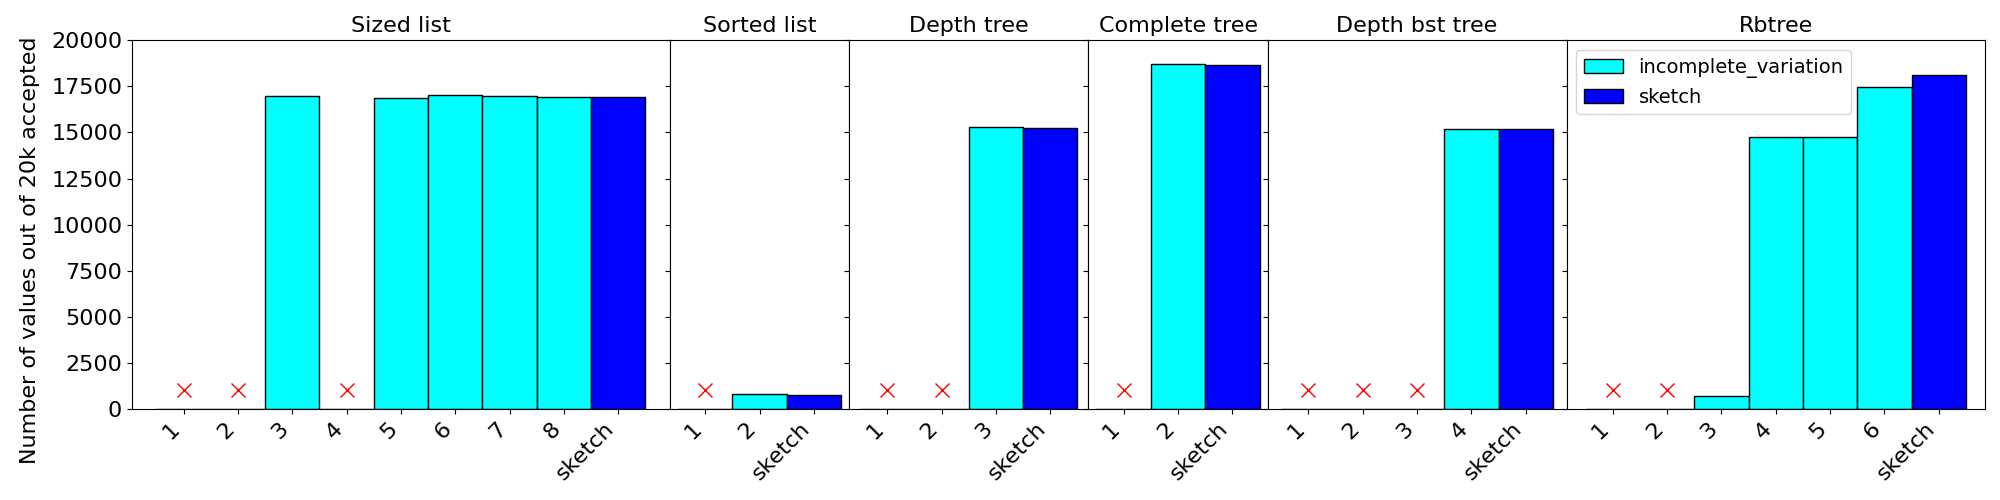 Sized list
Sorted list
Depth tree
Complete tree
Depth bst tree
Rbtree
Number of values out of 20k accepted
20000
17500
15000
12500
10000
7500
5000
2500
0
incomplete_variation
sketch
1 2 3 4 5 6 7 8 sketch
1 2 sketch
1 2 3 sketch
1 2 sketch
1 2 3 4 sketch
1 2 3 4 5 6 sketch